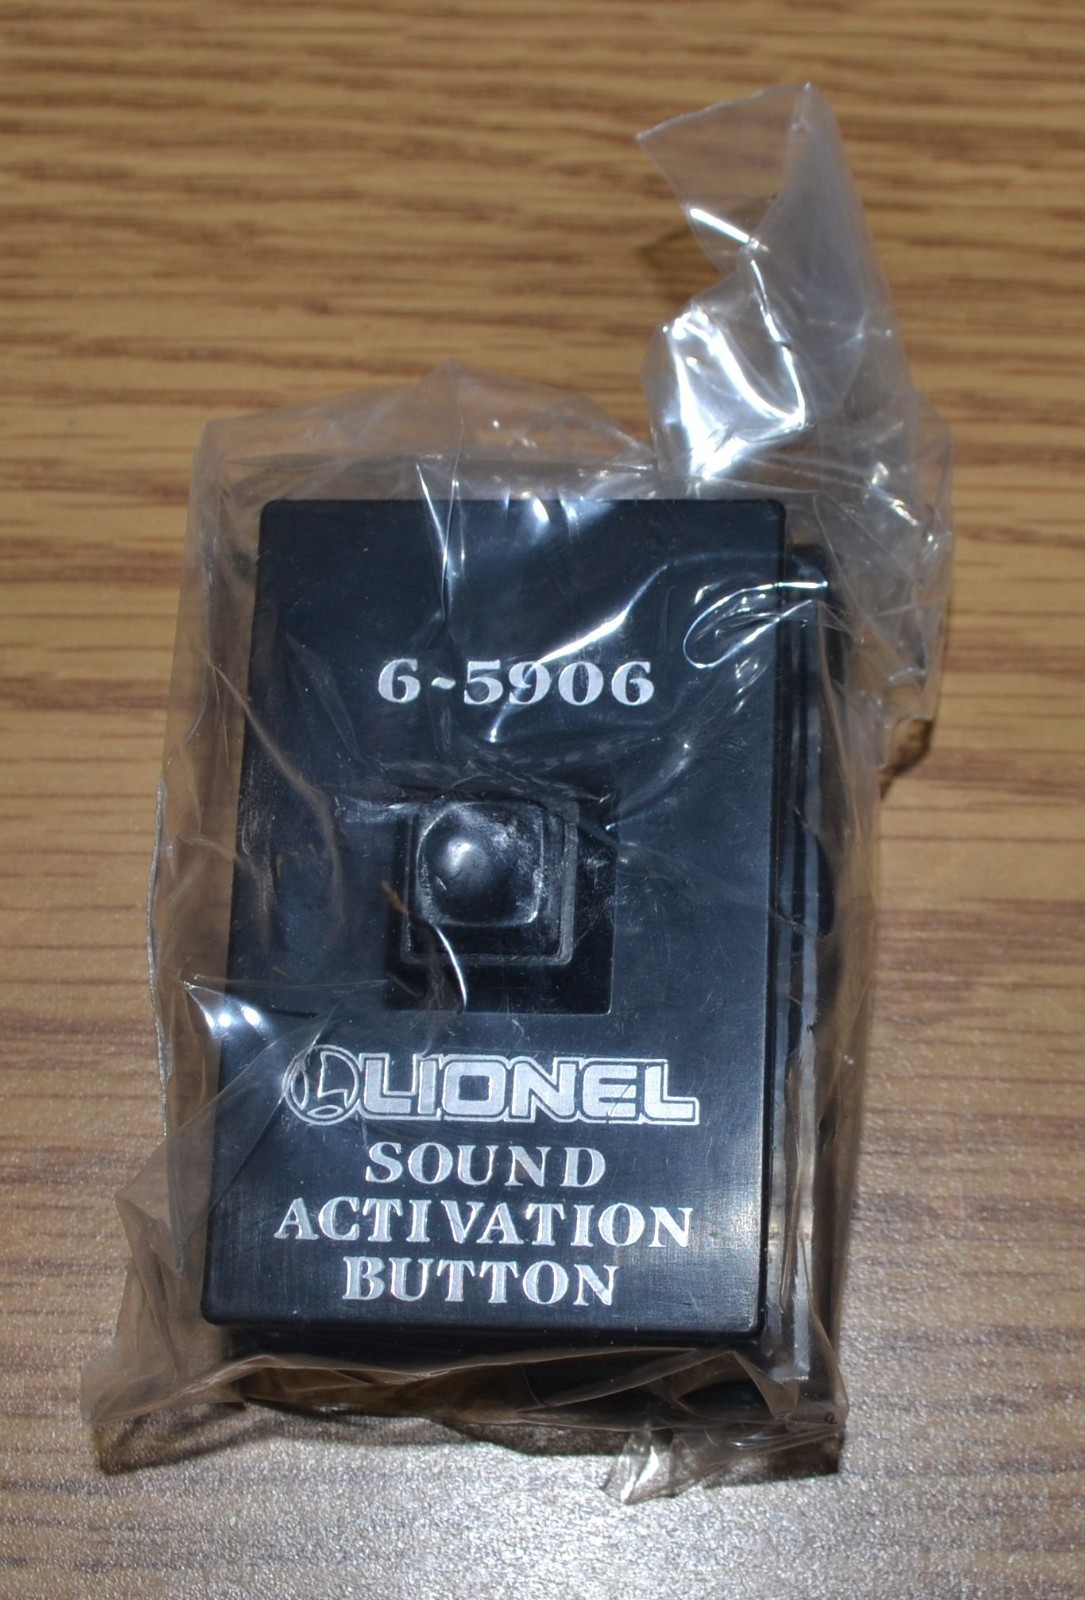 6-5906
LIONEL
SOUND
ACTIVATION
BUTTON